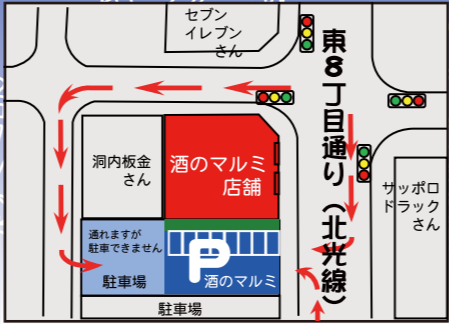 セブン
イレブン
さん
東8丁目通り（北光線）
洞内板金
さん
酒のマルミ
店舗
サッポロ
ドラック
さん
通れますが
駐車できません
駐車場
P
酒のマルミ
駐車場